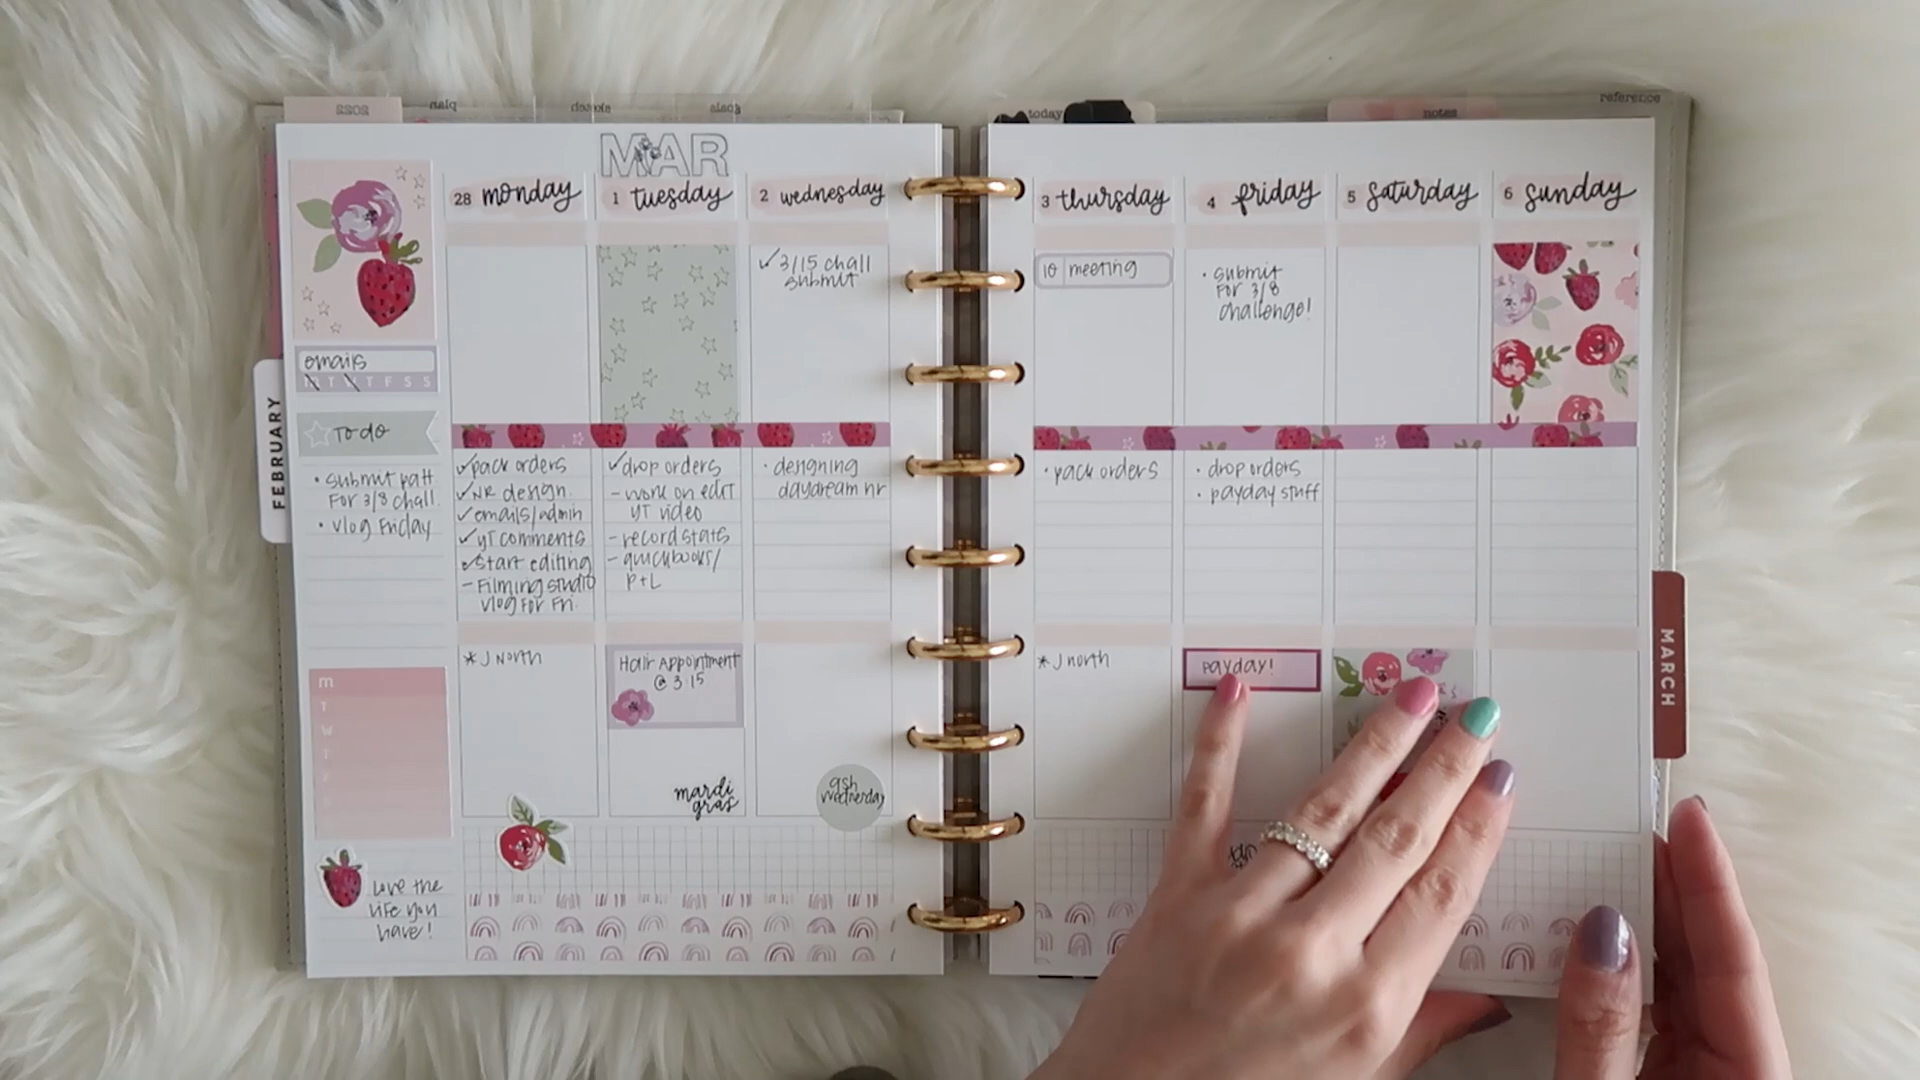 2022
plan
goals
today
notes
reference
MAR
28 monday
1 tuesday
2 wednesday
3 thursday
4 friday
5 saturday
6 sunday
emails
M T W T F S S
To do
• submit patt
for 3/8 chall.
• vlog Friday
FEBRUARY
✓ 3/15 chall
submit
10 meeting
• submit
for 3/8
challenge!
✓pack orders
✓NR design
✓emails/admin
✓YT comments
✓start editing
- Filming studio
vlog for Fri.
✓drop orders
- work on edit
YT video
- record stats
- quickbooks/
P+L
• designing
daydream nr
• pack orders
• drop orders
• payday stuff
m
T
W
T
F
* J North
Hair Appointment
@ 3:15
mardi
gras
ash
wednesday
* J north
payday!
MARCH
Love the
life you
have!